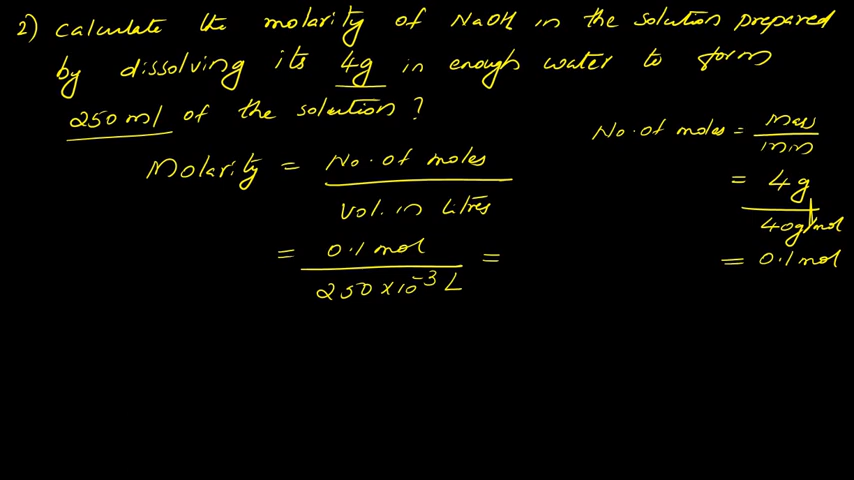 2) Calculate the molarity of NaOH in the solution prepared
by dissolving its 4g in enough water to form
250 ml of the solution?
No. of moles = Mass
mm
Molarity = No. of moles
Vol. in Litres
= 4g
40g/mol
= 0.1 mol
= 0.1 mol
250 × 10⁻³ L =